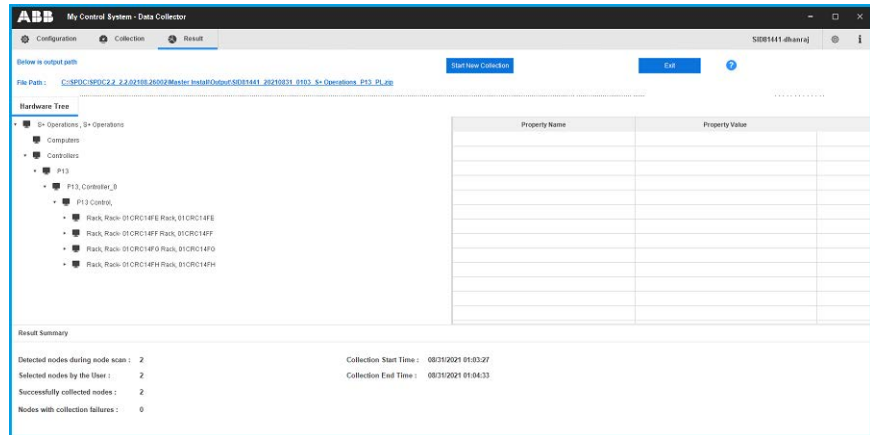 ABB My Control System - Data Collector
Configuration Collection Result SID81441.dhanraj i
Below is output path
Start New Collection Exit ?
File Path : C:\SPDC\SPDC2.2_2.2.02108.26002\Master Install\Output\SID81441_20210831_0103_S+ Operations_P13_PL.zip
Hardware Tree
S+ Operations , S+ Operations
Property Name Property Value
Computers
Controllers
P13
P13, Controller_0
P13 Control,
Rack, Rack- 01CRC14FE Rack, 01CRC14FE
Rack, Rack- 01CRC14FF Rack, 01CRC14FF
Rack, Rack- 01CRC14FG Rack, 01CRC14FG
Rack, Rack- 01CRC14FH Rack, 01CRC14FH
Result Summary
Detected nodes during node scan : 2 Collection Start Time : 08/31/2021 01:03:27
Selected nodes by the User : 2 Collection End Time : 08/31/2021 01:04:33
Successfully collected nodes : 2
Nodes with collection failures : 0